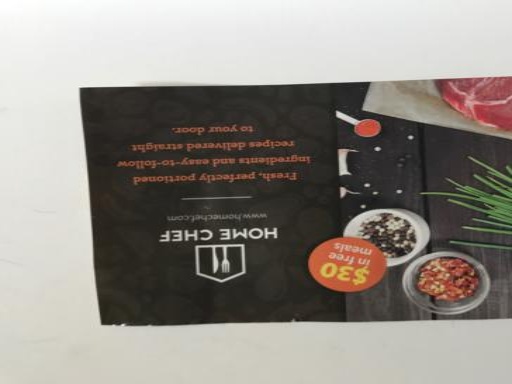 $30
in free
meals
HOME CHEF
www.homechef.com
Fresh, perfectly portioned
ingredients and easy-to-follow
recipes delivered straight
to your door.